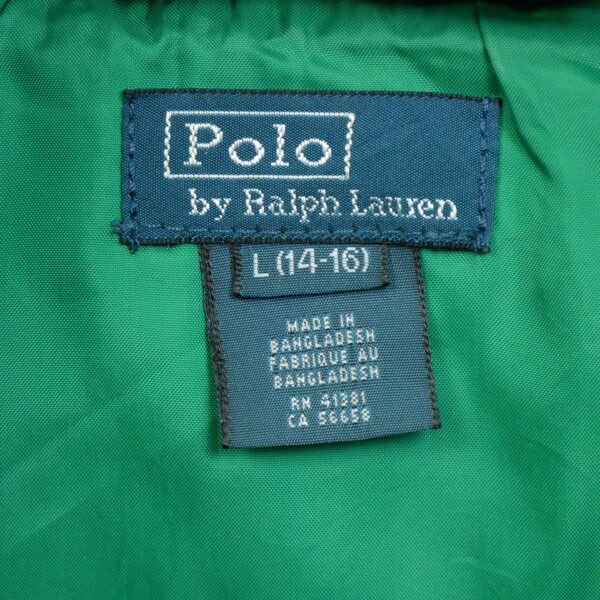 Polo
by Ralph Lauren
L (14-16)
MADE IN
BANGLADESH
FABRIQUE AU
BANGLADESH
RN 41381
CA 56658